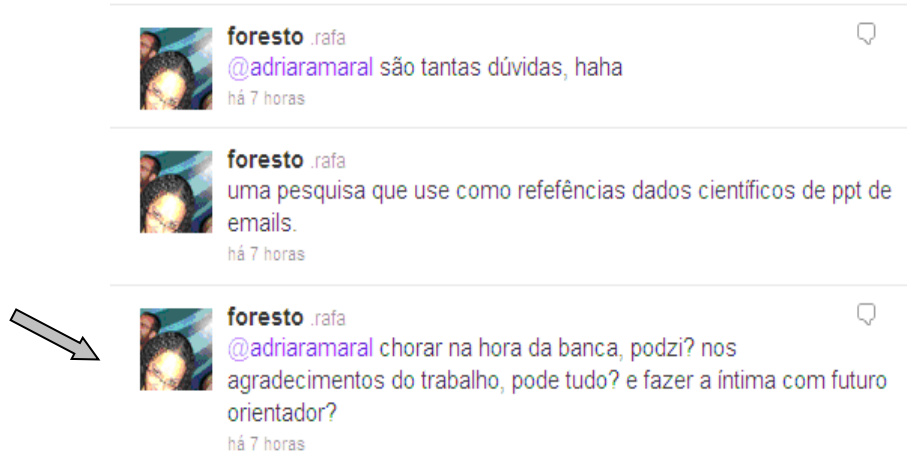 foresto .rafa
@adriaramaral são tantas dúvidas, haha
há 7 horas
foresto .rafa
uma pesquisa que use como refefências dados científicos de ppt de
emails.
há 7 horas
foresto .rafa
@adriaramaral chorar na hora da banca, podzi? nos
agradecimentos do trabalho, pode tudo? e fazer a íntima com futuro
orientador?
há 7 horas